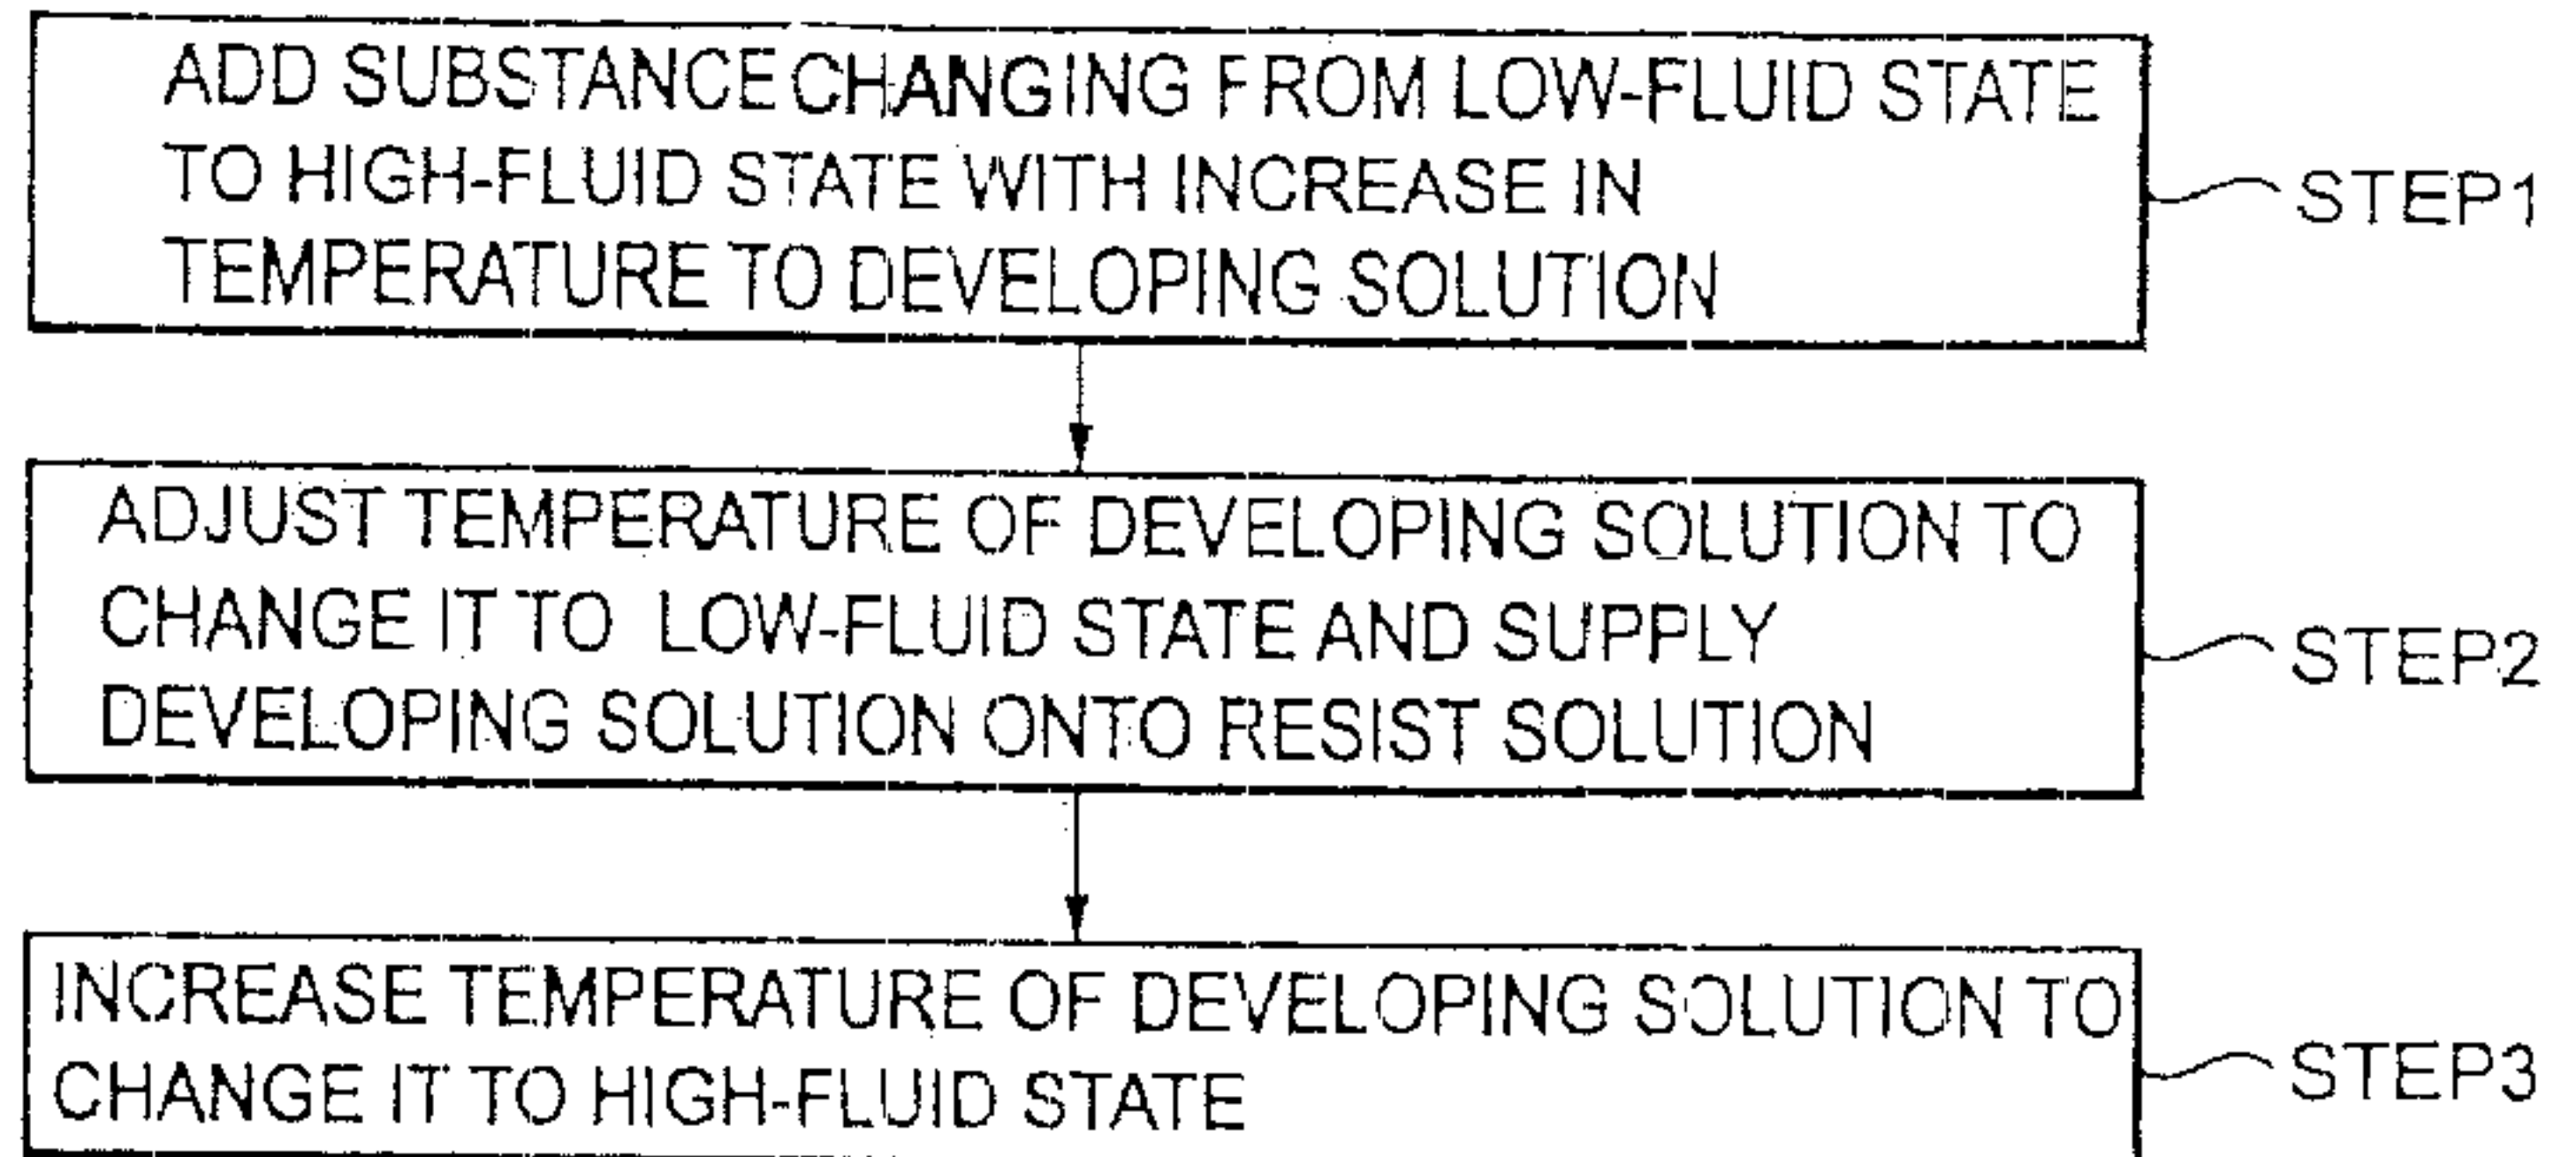 ADD SUBSTANCE CHANGING FROM LOW-FLUID STATE
TO HIGH-FLUID STATE WITH INCREASE IN
TEMPERATURE TO DEVELOPING SOLUTION
STEP1
ADJUST TEMPERATURE OF DEVELOPING SOLUTION TO
CHANGE IT TO LOW-FLUID STATE AND SUPPLY
DEVELOPING SOLUTION ONTO RESIST SOLUTION
STEP2
INCREASE TEMPERATURE OF DEVELOPING SOLUTION TO
CHANGE IT TO HIGH-FLUID STATE
STEP3